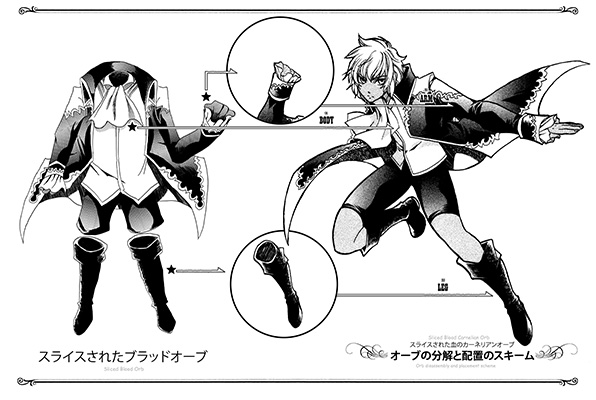 ARM
BODY
LEG
スライスされたブラッドオーブ
Sliced Blood Orb
Sliced Blood Carnelian Orb
スライスされた血のカーネリアンオーブ
オーブの分解と配置のスキーム
Orb disassembly and placement scheme